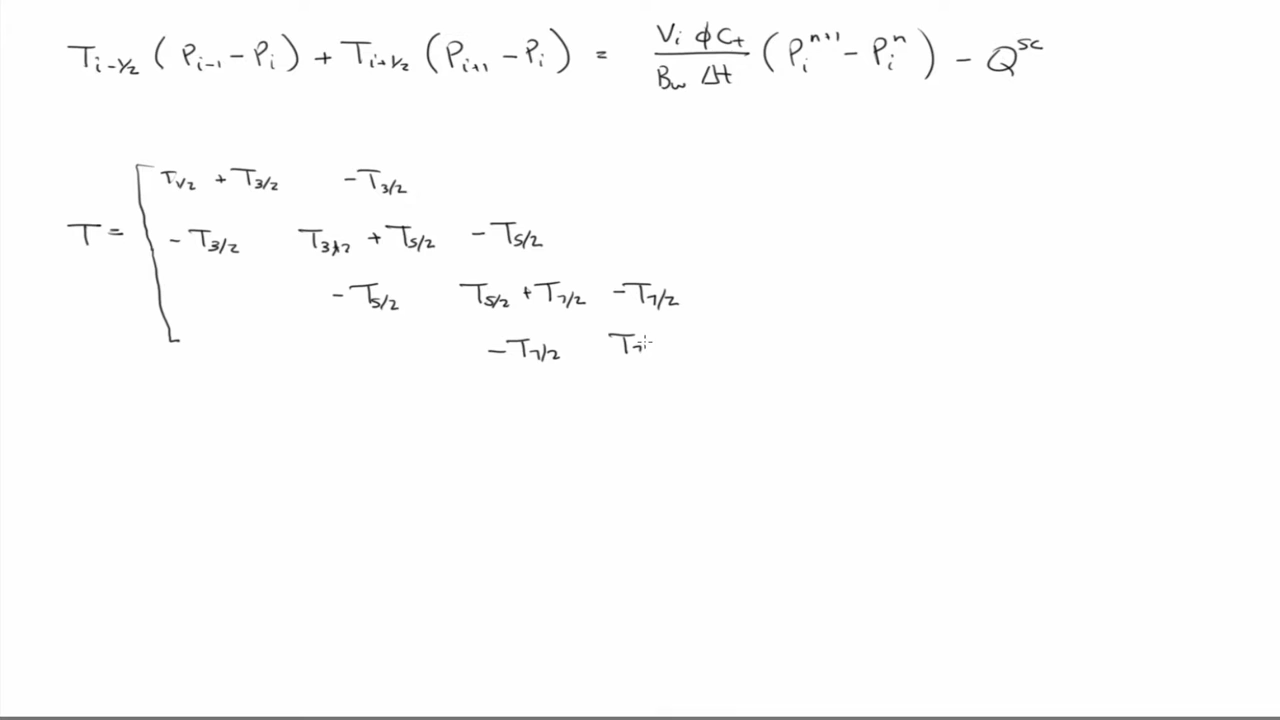 T_{i-1/2} ( P_{i-1} - P_i ) + T_{i+1/2} ( P_{i+1} - P_i ) = \frac{V_i ϕ C_t}{B_w Δt} ( P_i^{n+1} - P_i^n ) - Q^{sc}
T_{1/2} + T_{3/2} - T_{3/2}
T = [ - T_{3/2} T_{3/2} + T_{5/2} - T_{5/2}
- T_{5/2} T_{5/2} + T_{7/2} - T_{7/2}
- T_{7/2} T_7